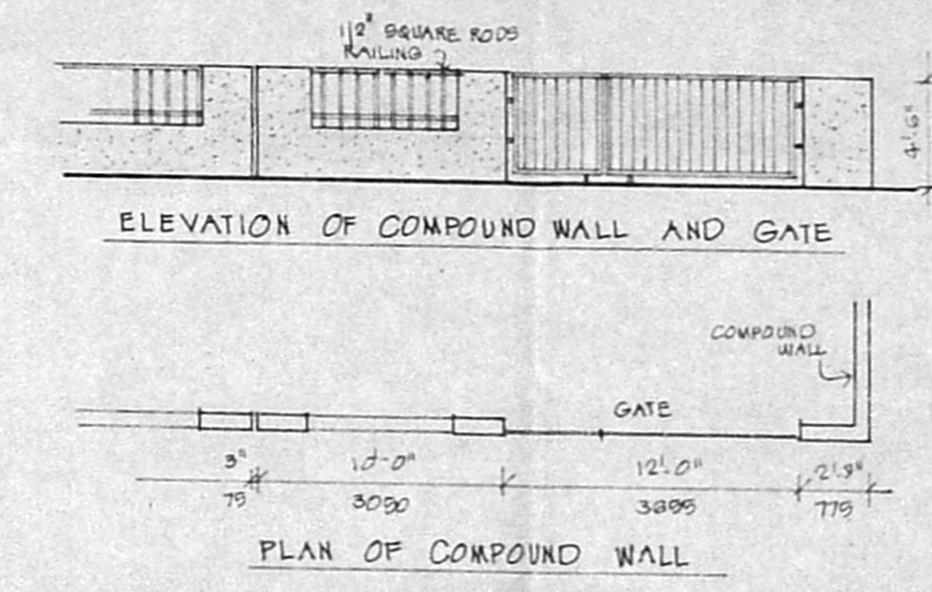 1/2" SQUARE RODS
RAILING
4'.6"
ELEVATION OF COMPOUND WALL AND GATE
COMPOUND
WALL
GATE
3" 10'-0" 12'.0" 2'.9"
75 3050 775
PLAN OF COMPOUND WALL